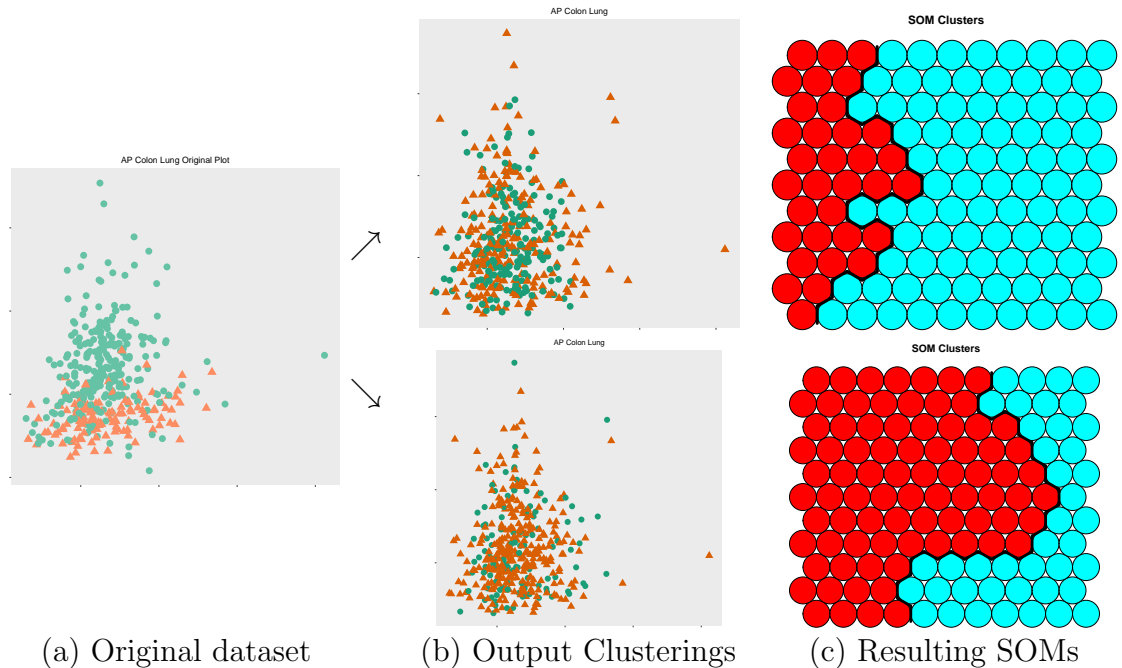 AP Colon Lung
SOM Clusters
AP Colon Lung Original Plot
AP Colon Lung
SOM Clusters
(a) Original dataset
(b) Output Clusterings
(c) Resulting SOMs